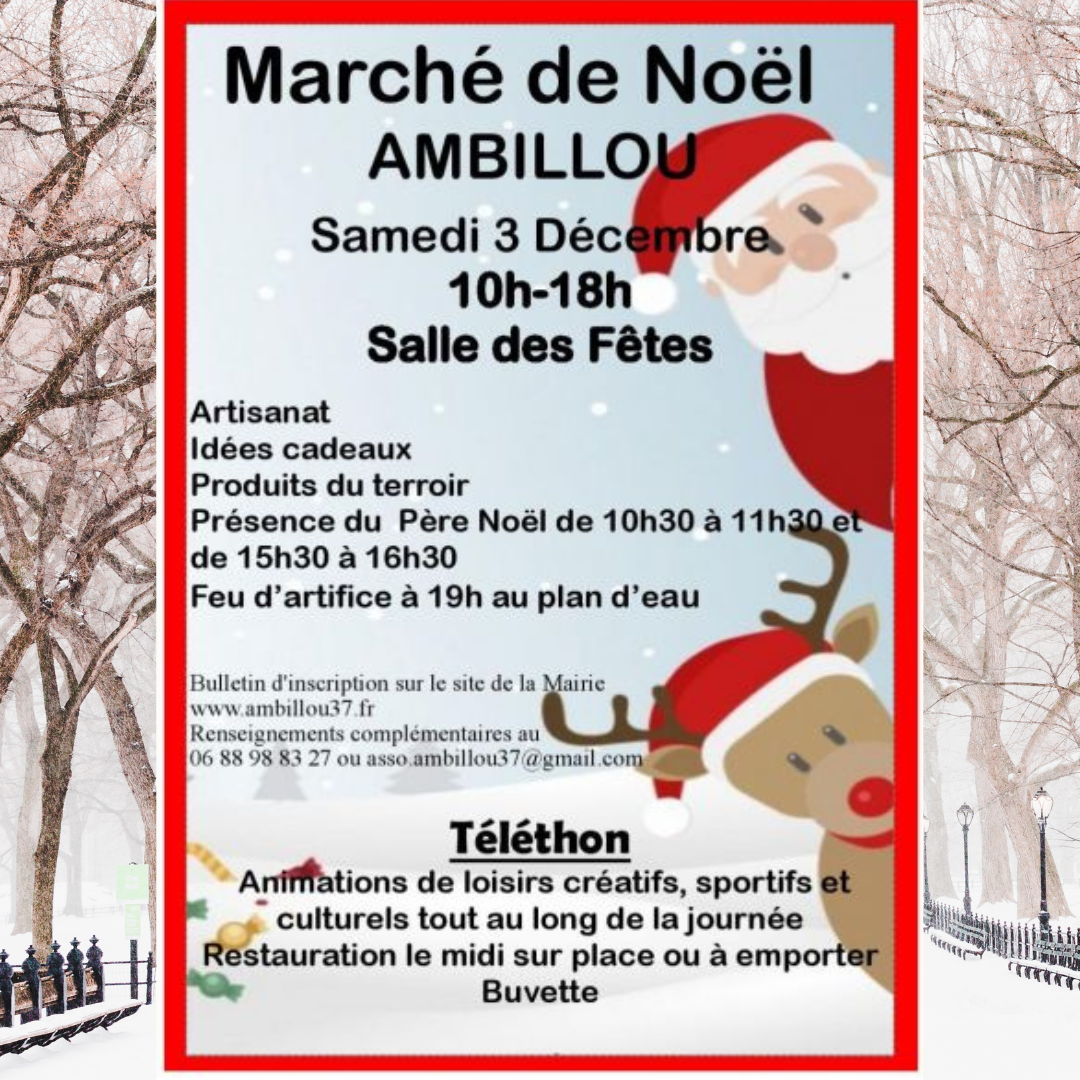 Marché de Noël
AMBILLOU
Samedi 3 Décembre
10h-18h
Salle des Fêtes
Artisanat
Idées cadeaux
Produits du terroir
Présence du Père Noël de 10h30 à 11h30 et
de 15h30 à 16h30
Feu d’artifice à 19h au plan d’eau
Bulletin d'inscription sur le site de la Mairie
www.ambillou37.fr
Renseignements complémentaires au
06 88 98 83 27 ou asso.ambillou37@gmail.com
Téléthon
Animations de loisirs créatifs, sportifs et
culturels tout au long de la journée
Restauration le midi sur place ou à emporter
Buvette